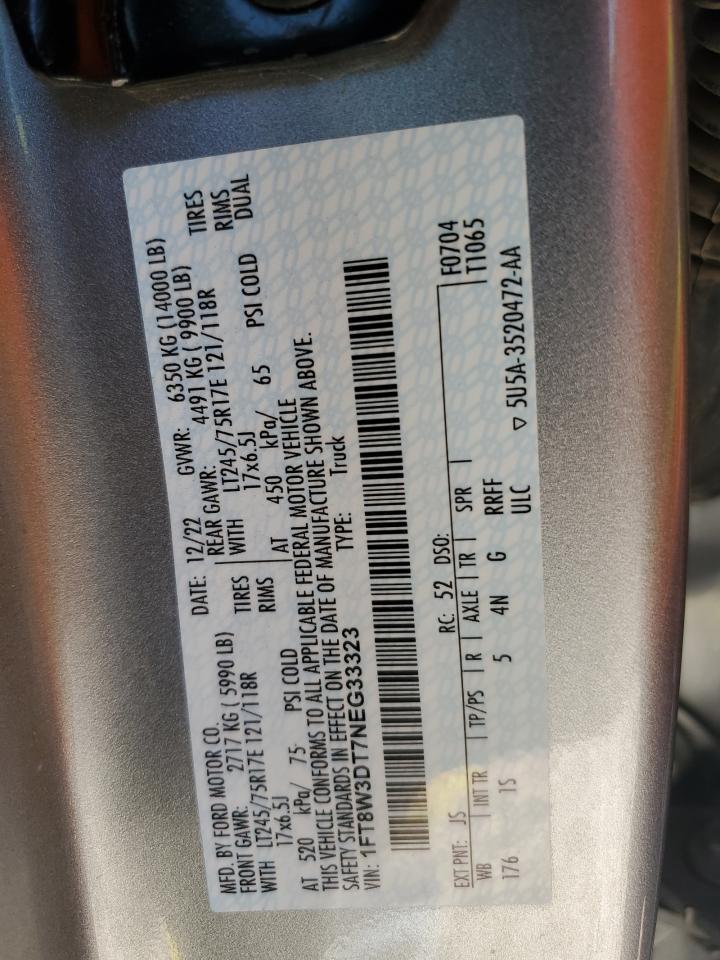 MFD. BY FORD MOTOR CO. DATE: 12/22 GVWR: 6350 KG (14000 LB)
FRONT GAWR: 2717 KG ( 5990 LB) REAR GAWR: 4491 KG ( 9900 LB)
WITH LT245/75R17E 121/118R TIRES WITH LT245/75R17E 121/118R TIRES
17x6.5J RIMS 17x6.5J RIMS
AT 520 kPa/ 75 PSI COLD AT 450 kPa/ 65 PSI COLD DUAL
THIS VEHICLE CONFORMS TO ALL APPLICABLE FEDERAL MOTOR VEHICLE
SAFETY STANDARDS IN EFFECT ON THE DATE OF MANUFACTURE SHOWN ABOVE.
VIN: 1FT8W3DT7NEG33323 TYPE: Truck
EXT PNT: JS RC: 52 DSO: F0704
WB INT TR TP/PS R AXLE TR SPR T1065
176 1S 5 4N G RRFF
ULC ▽ 5U5A-3520472-AA